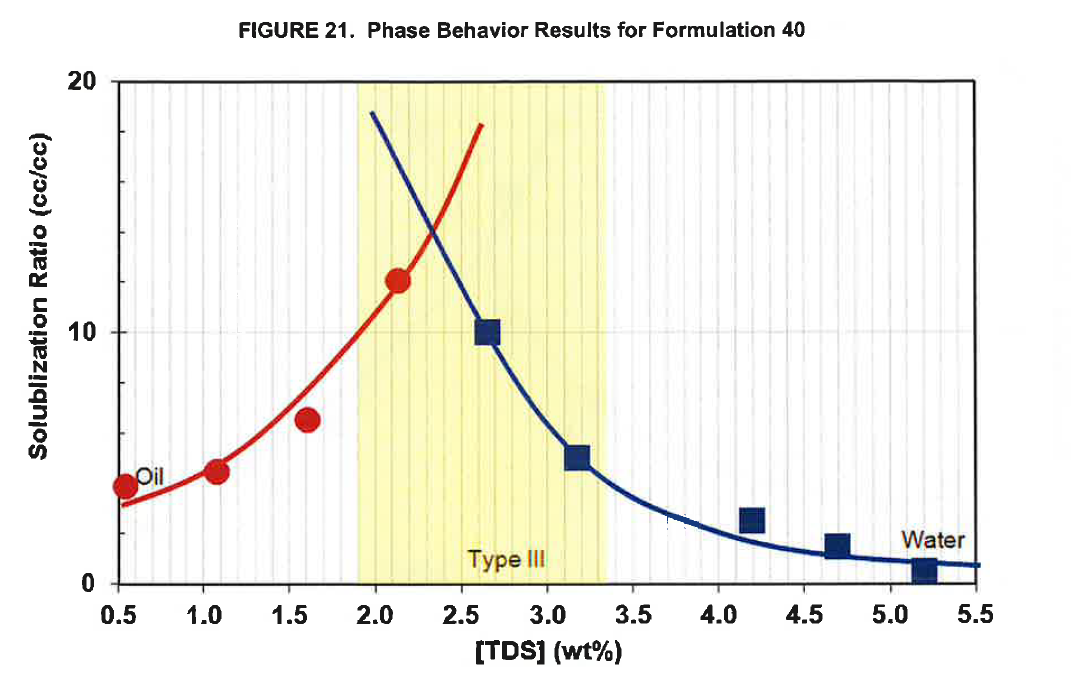 FIGURE 21. Phase Behavior Results for Formulation 40
20
10
0
Solublization Ratio (cc/cc)
Oil
Type III
Water
0.5 1.0 1.5 2.0 2.5 3.0 3.5 4.0 4.5 5.0 5.5
[TDS] (wt%)